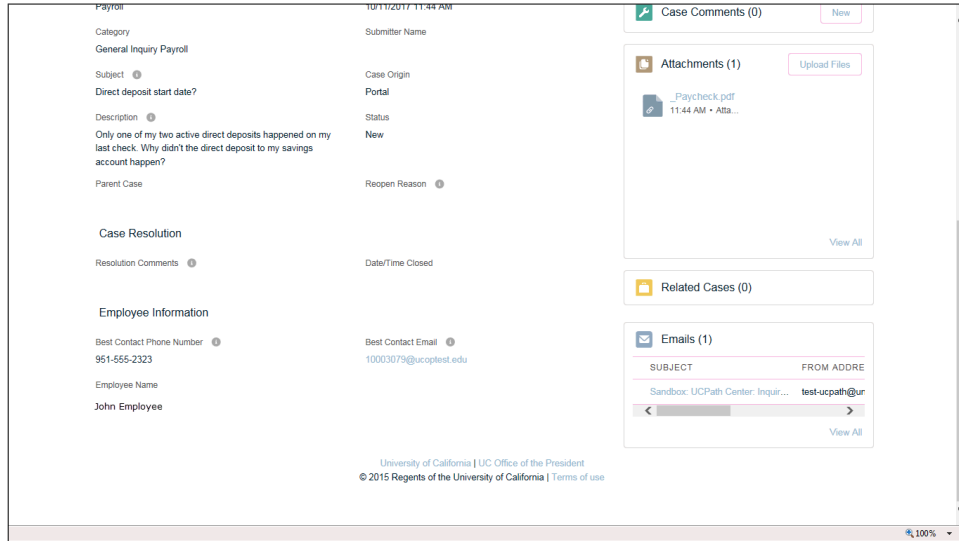 Payroll
10/11/2017 11:44 AM
Category
Submitter Name
General Inquiry Payroll
Subject
Case Origin
Direct deposit start date?
Portal
Description
Status
Only one of my two active direct deposits happened on my
last check. Why didn't the direct deposit to my savings
account happen?
New
Parent Case
Reopen Reason
Case Resolution
Resolution Comments
Date/Time Closed
Employee Information
Best Contact Phone Number
Best Contact Email
951-555-2323
10003079@ucoptest.edu
Employee Name
John Employee
Case Comments (0)
New
Attachments (1)
Upload Files
_Paycheck.pdf
11:44 AM • Atta...
View All
Related Cases (0)
Emails (1)
SUBJECT
FROM ADDRE
Sandbox: UCPath Center: Inquir...
test-ucpath@un
View All
University of California | UC Office of the President
© 2015 Regents of the University of California | Terms of use
100%